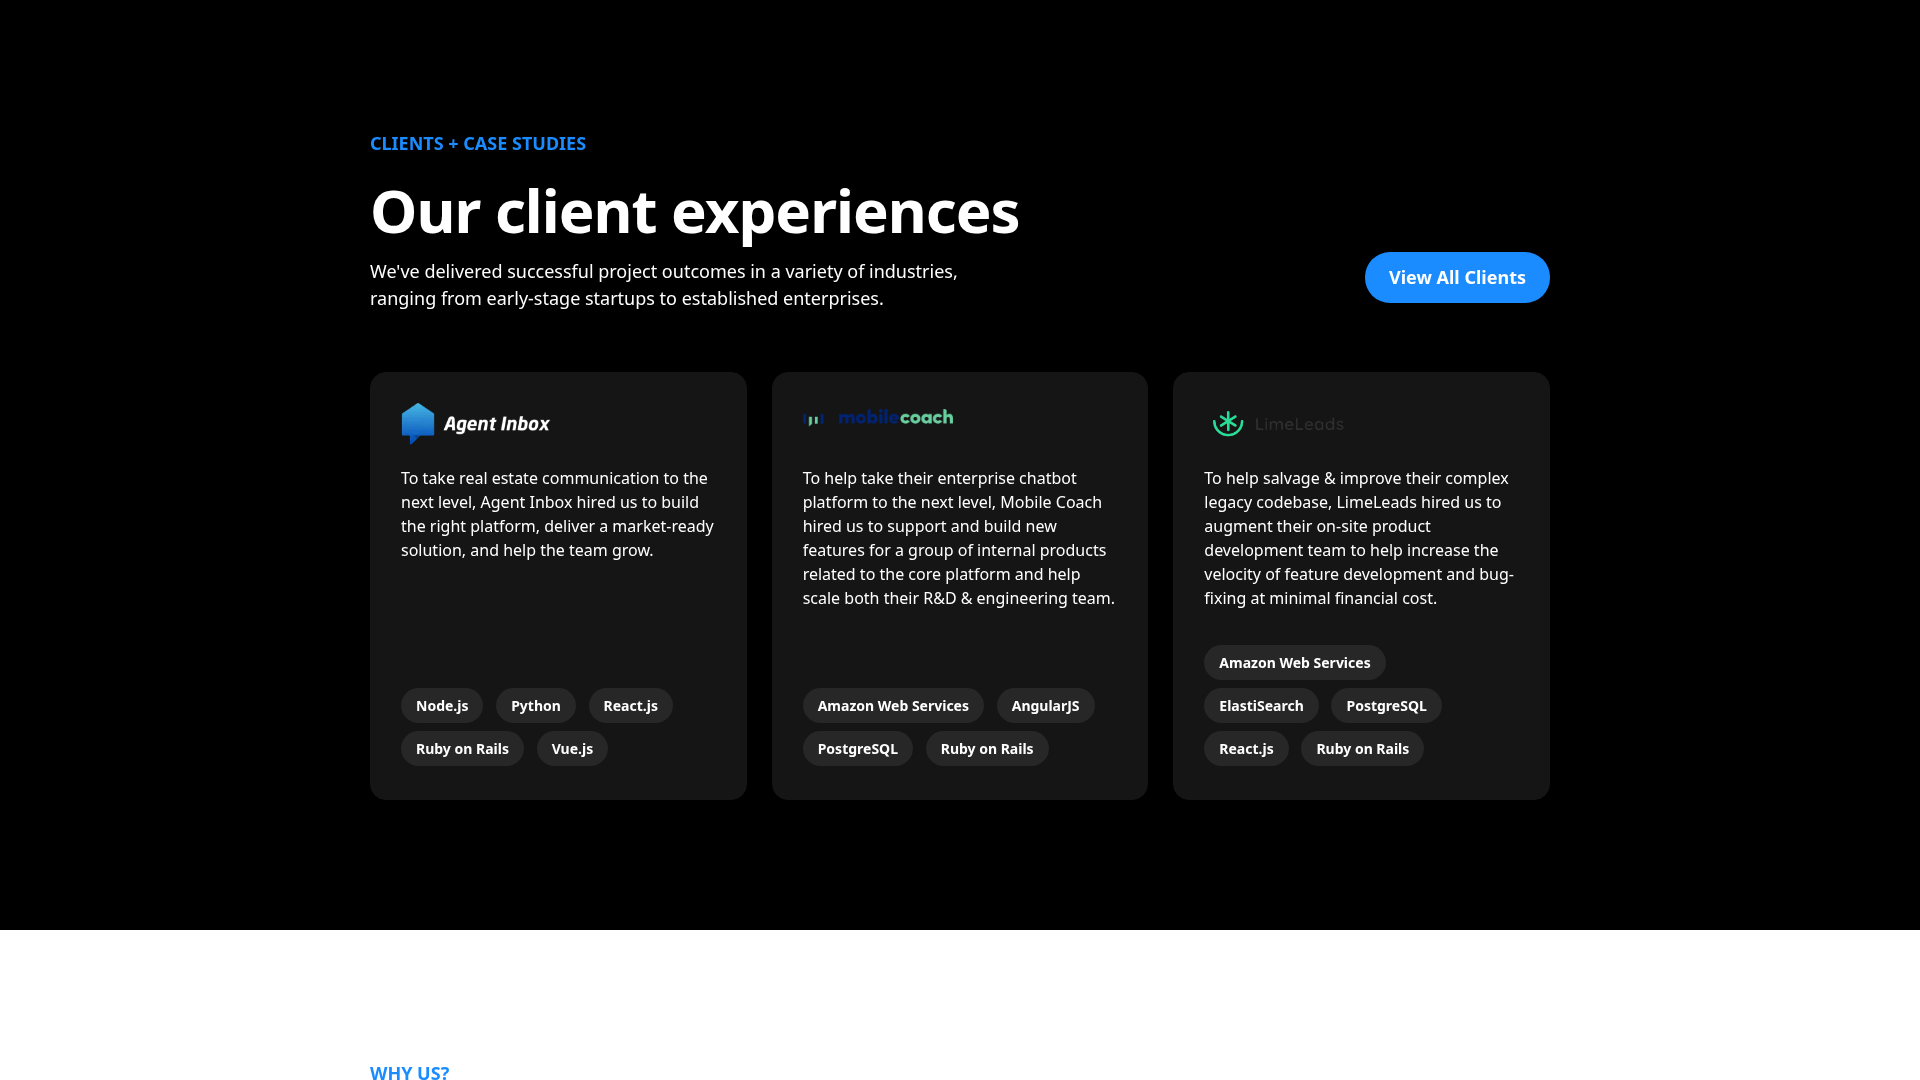 CLIENTS + CASE STUDIES
Our client experiences
We've delivered successful project outcomes in a variety of industries,
ranging from early-stage startups to established enterprises.
View All Clients
Agent Inbox
To take real estate communication to the
next level, Agent Inbox hired us to build
the right platform, deliver a market-ready
solution, and help the team grow.
Node.js Python React.js
Ruby on Rails Vue.js
mobilecoach
To help take their enterprise chatbot
platform to the next level, Mobile Coach
hired us to support and build new
features for a group of internal products
related to the core platform and help
scale both their R&D & engineering team.
Amazon Web Services AngularJS
PostgreSQL Ruby on Rails
LimeLeads
To help salvage & improve their complex
legacy codebase, LimeLeads hired us to
augment their on-site product
development team to help increase the
velocity of feature development and bug-
fixing at minimal financial cost.
Amazon Web Services
ElastiSearch PostgreSQL
React.js Ruby on Rails
WHY US?